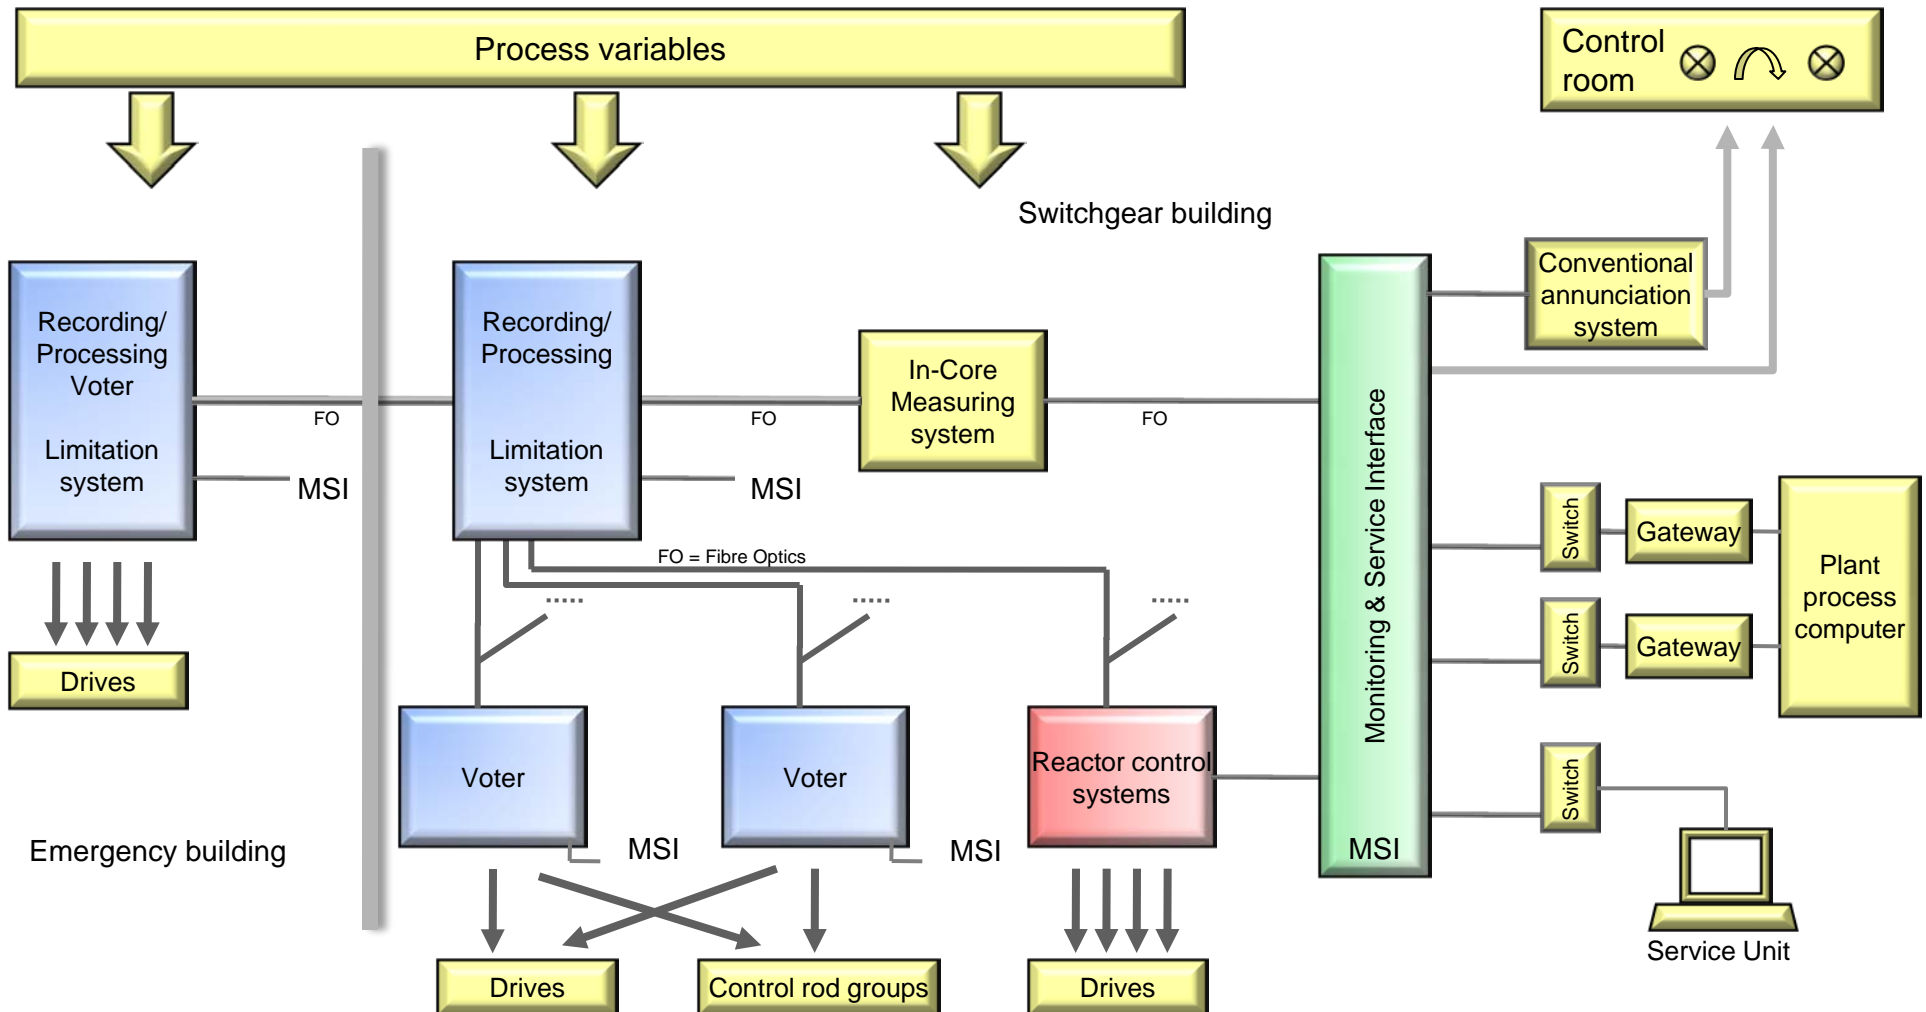 Process variables
Control
room
Switchgear building
Conventional
annunciation
system
Recording/
Processing
Voter
Limitation
system
FO
MSI
Recording/
Processing
Limitation
system
FO
MSI
In-Core
Measuring
system
FO
Monitoring & Service Interface
MSI
FO = Fibre Optics
.....
.....
.....
Switch
Gateway
Switch
Gateway
Plant
process
computer
Switch
Service Unit
Drives
Emergency building
Voter
MSI
Voter
MSI
Reactor control
systems
Drives
Control rod groups
Drives